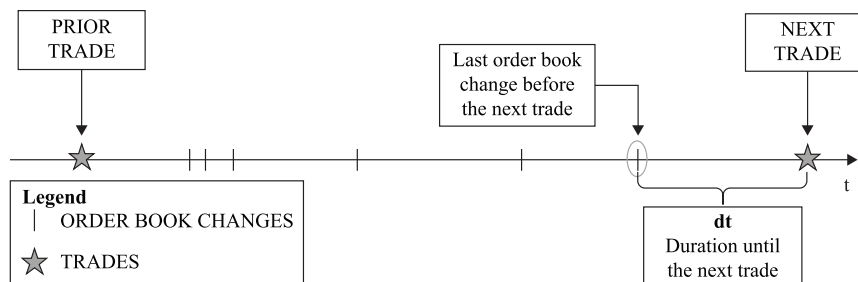 PRIOR
TRADE
NEXT
TRADE
Last order book
change before
the next trade
t
Legend
ORDER BOOK CHANGES
TRADES
dt
Duration until
the next trade